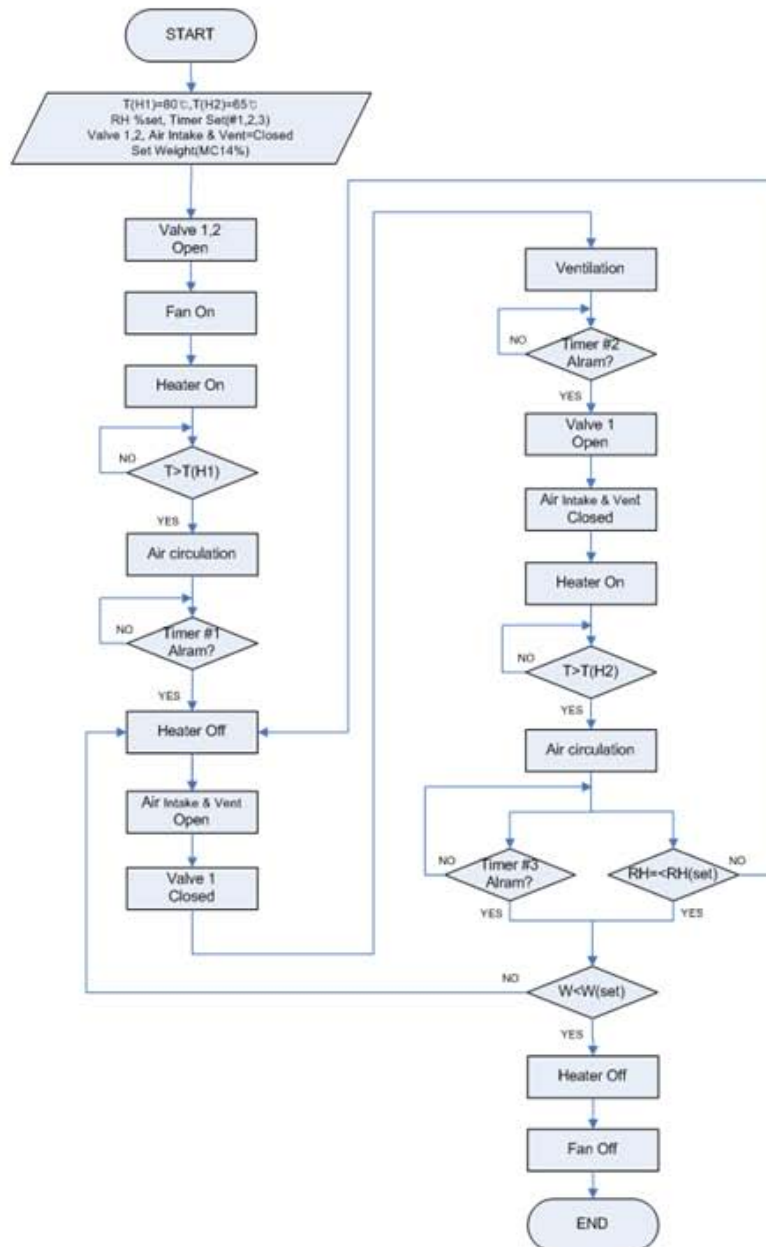 START
T(H1)=80℃,T(H2)=65℃
RH %set, Timer Set(#1,2,3)
Valve 1,2, Air Intake & Vent=Closed
Set Weight(MC14%)
Valve 1,2
Open
Fan On
Heater On
NO
T>T(H1)
YES
Air circulation
NO
Timer #1
Alram?
YES
Heater Off
Air Intake & Vent
Open
Valve 1
Closed
Ventilation
NO
Timer #2
Alram?
YES
Valve 1
Open
Air Intake & Vent
Closed
Heater On
NO
T>T(H2)
YES
Air circulation
NO
Timer #3
Alram?
YES
RH=<RH(set)
NO
YES
NO
W<W(set)
YES
Heater Off
Fan Off
END